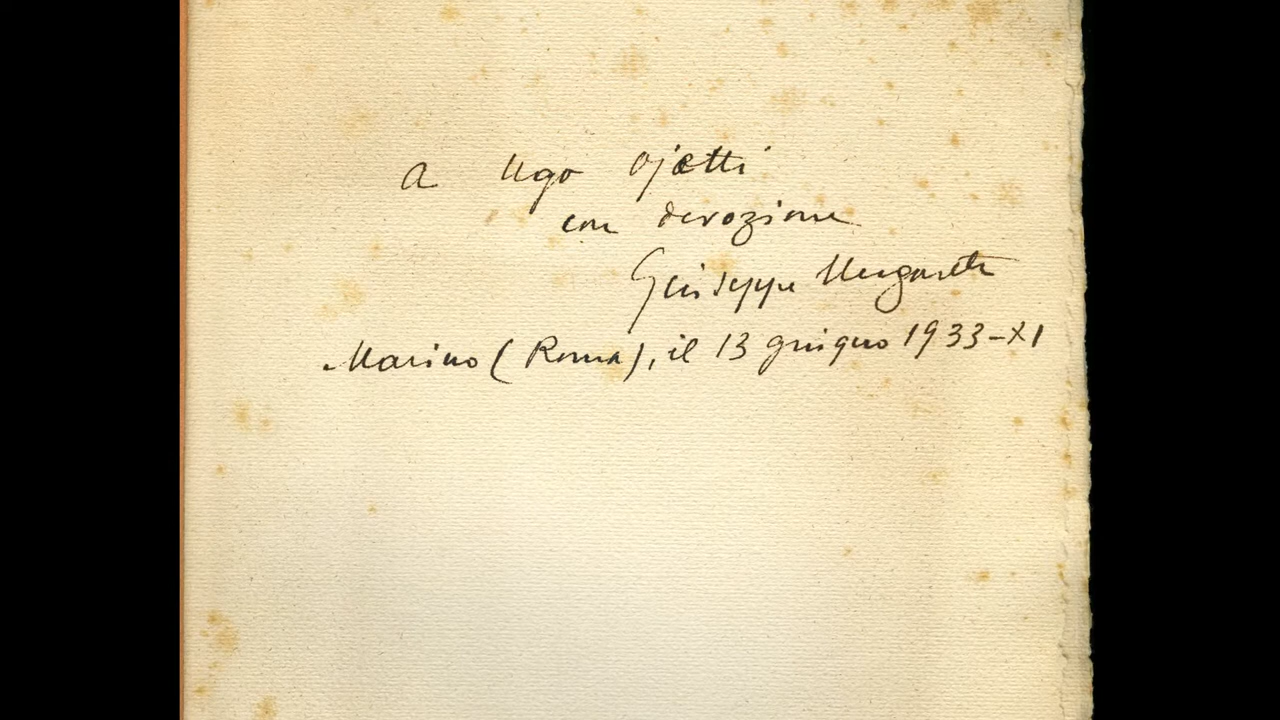 A Ugo Ojetti
con devozione
Giuseppe Ungaretti
Marino (Roma), il 13 giugno 1933-XI